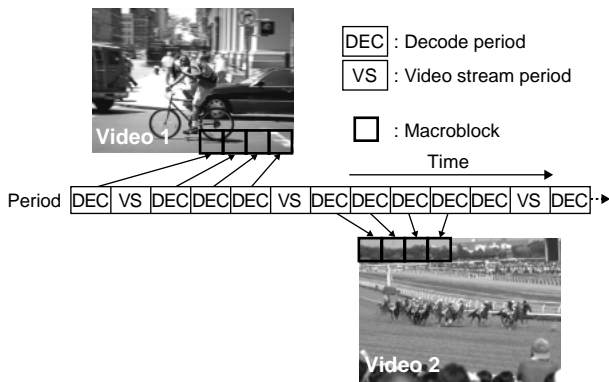 DEC : Decode period
VS : Video stream period
: Macroblock
Video 1
Time
Period DEC VS DEC DEC DEC VS DEC DEC DEC DEC DEC VS DEC
Video 2